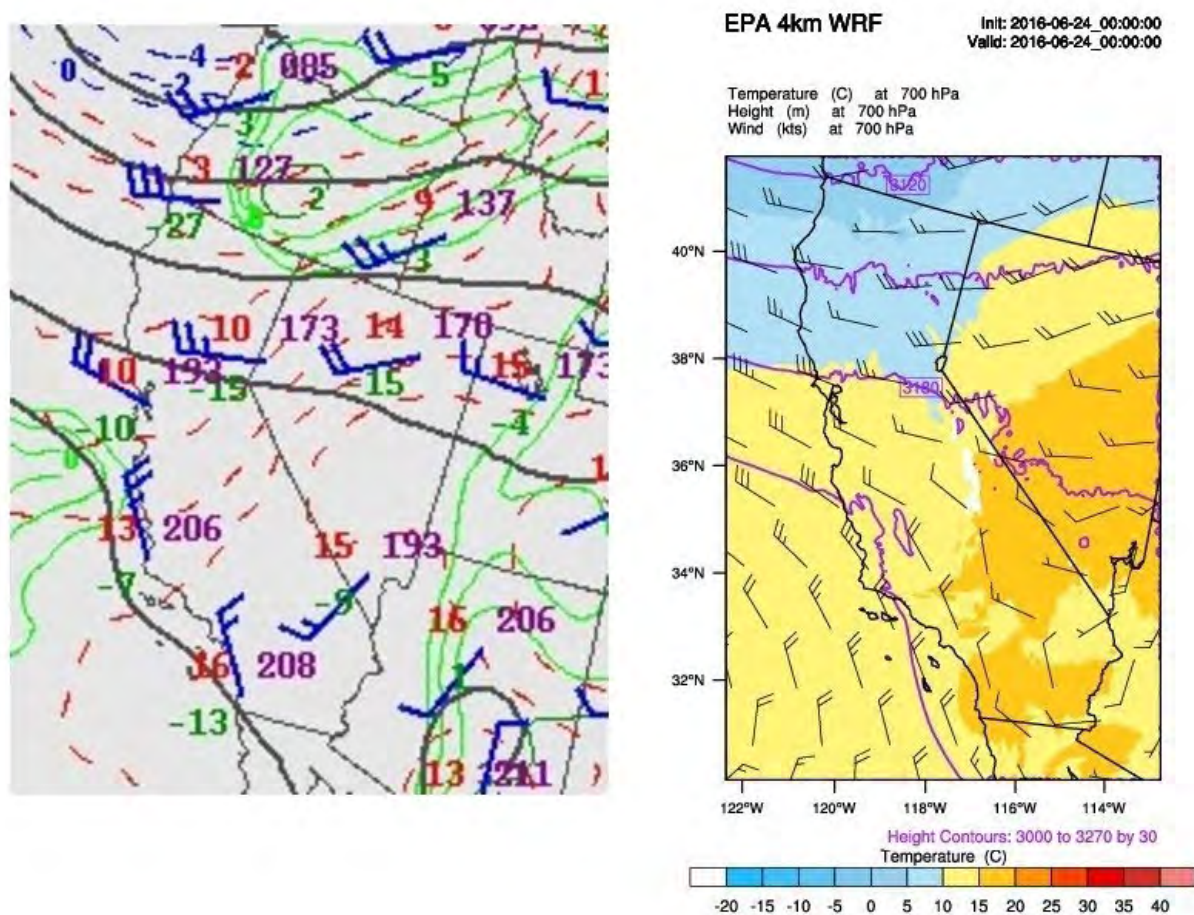 -4 -2 085
0 -2 -5
3 127 2
9 137
-27 3
10 173 14 170
10 193 -19 -15 15 173
-10 -4
13 206
15 193
-7 -9
16 206
16 208
-13
13 211
EPA 4km WRF
Init: 2016-06-24_00:00:00
Valid: 2016-06-24_00:00:00
Temperature (C) at 700 hPa
Height (m) at 700 hPa
Wind (kts) at 700 hPa
3120
40°N
38°N
3180
36°N
34°N
32°N
122°W 120°W 118°W 116°W 114°W
Height Contours: 3000 to 3270 by 30
Temperature (C)
-20 -15 -10 -5 0 5 10 15 20 25 30 35 40